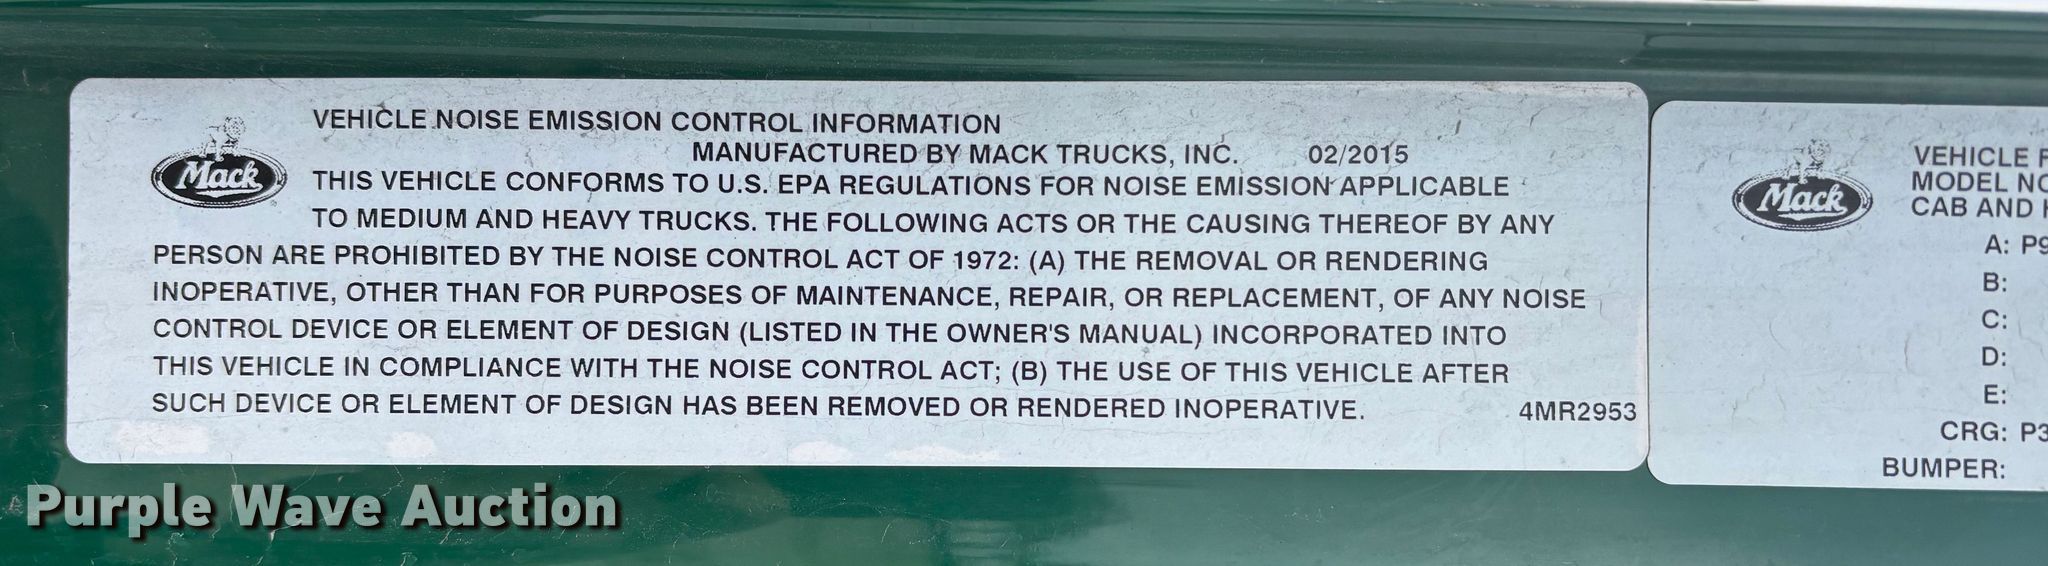 VEHICLE NOISE EMISSION CONTROL INFORMATION
MANUFACTURED BY MACK TRUCKS, INC. 02/2015
Mack
THIS VEHICLE CONFORMS TO U.S. EPA REGULATIONS FOR NOISE EMISSION APPLICABLE
TO MEDIUM AND HEAVY TRUCKS. THE FOLLOWING ACTS OR THE CAUSING THEREOF BY ANY
PERSON ARE PROHIBITED BY THE NOISE CONTROL ACT OF 1972: (A) THE REMOVAL OR RENDERING
INOPERATIVE, OTHER THAN FOR PURPOSES OF MAINTENANCE, REPAIR, OR REPLACEMENT, OF ANY NOISE
CONTROL DEVICE OR ELEMENT OF DESIGN (LISTED IN THE OWNER'S MANUAL) INCORPORATED INTO
THIS VEHICLE IN COMPLIANCE WITH THE NOISE CONTROL ACT; (B) THE USE OF THIS VEHICLE AFTER
SUCH DEVICE OR ELEMENT OF DESIGN HAS BEEN REMOVED OR RENDERED INOPERATIVE. 4MR2953
Mack
VEHICLE
MODEL
CAB AND
A: P9
B:
C:
D:
E:
CRG: P3
BUMPER:
Purple Wave Auction